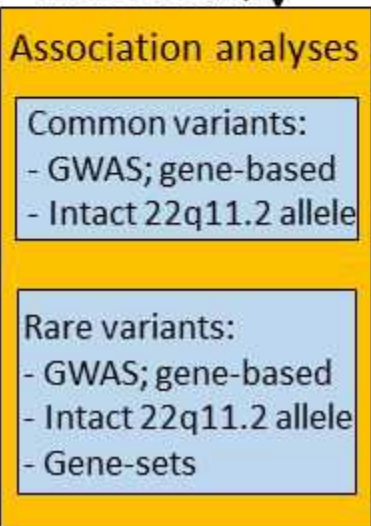 Association analyses
Common variants:
- GWAS; gene-based
- Intact 22q11.2 allele
Rare variants:
- GWAS; gene-based
- Intact 22q11.2 allele
- Gene-sets